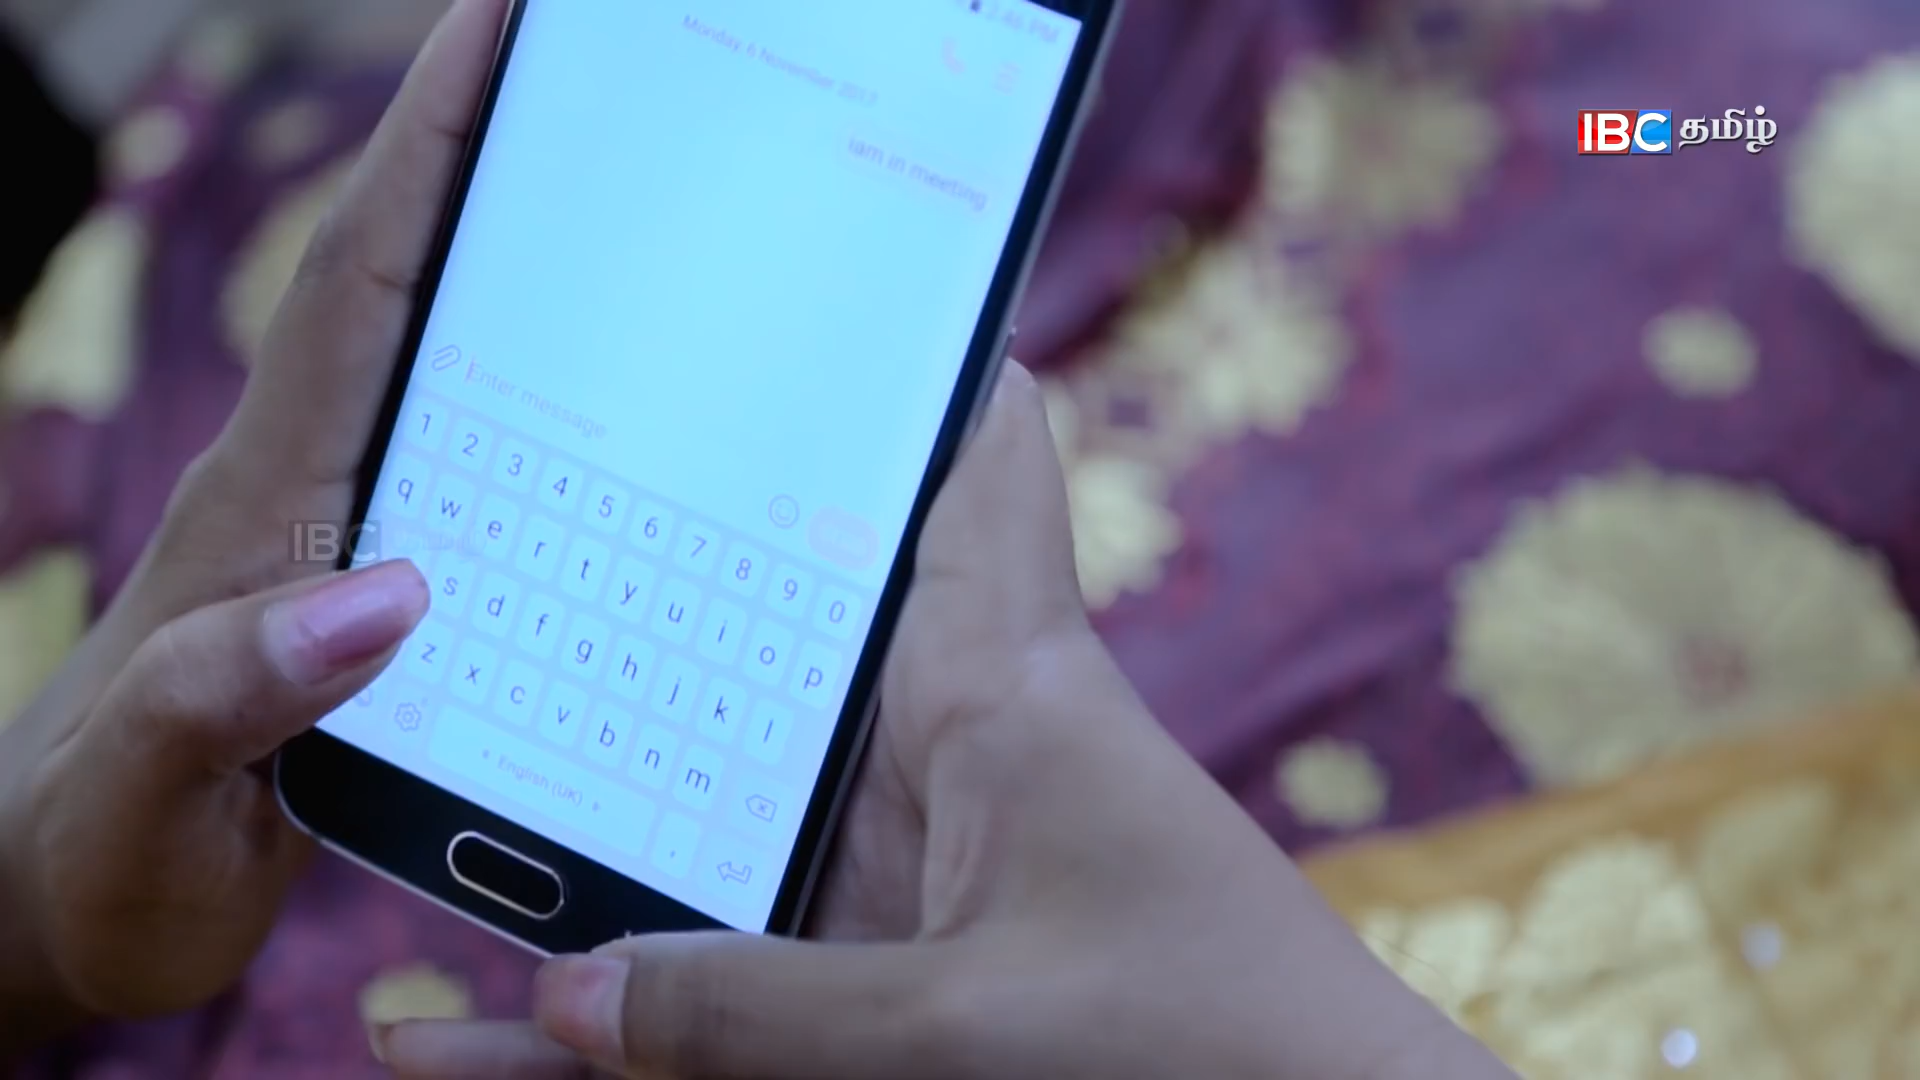 Monday, 6 November 2017
iam in meeting
IBC தமிழ்
Enter message
1 2 3 4 5 6 7 8 9 0
q w e r t y u i o p
s d f g h j k l
z x c v b n m
English (UK)
IBC